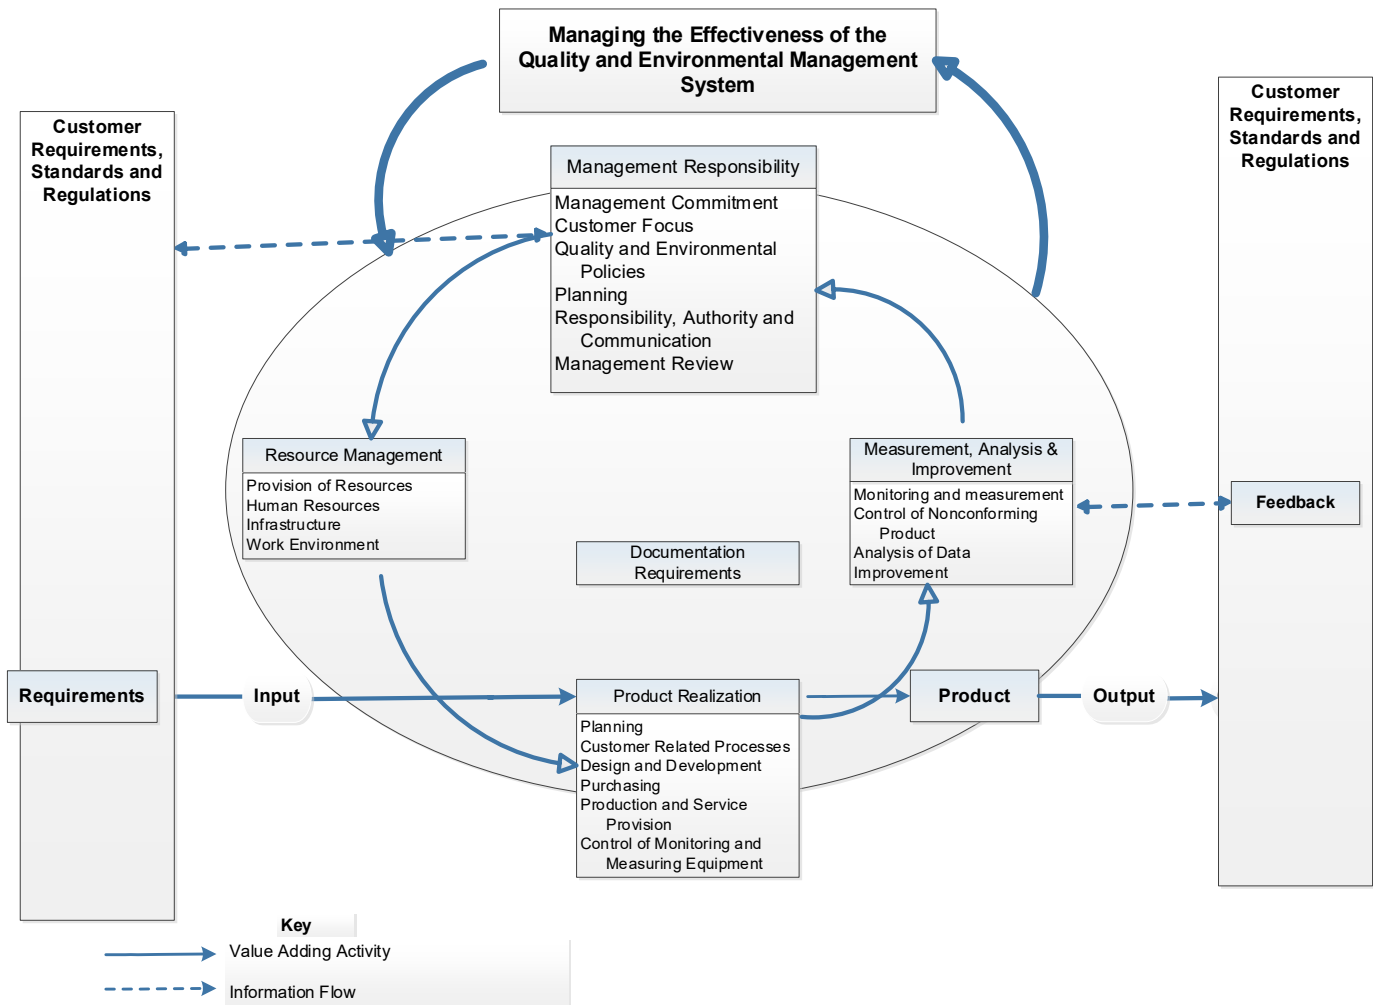 Managing the Effectiveness of the
Quality and Environmental Management
System
Customer
Requirements,
Standards and
Regulations
Customer
Requirements,
Standards and
Regulations
Management Responsibility
Management Commitment
Customer Focus
Quality and Environmental
Policies
Planning
Responsibility, Authority and
Communication
Management Review
Resource Management
Provision of Resources
Human Resources
Infrastructure
Work Environment
Measurement, Analysis &
Improvement
Monitoring and measurement
Control of Nonconforming
Product
Analysis of Data
Improvement
Feedback
Documentation
Requirements
Requirements
Input
Product Realization
Planning
Customer Related Processes
Design and Development
Purchasing
Production and Service
Provision
Control of Monitoring and
Measuring Equipment
Product
Output
Key
Value Adding Activity
Information Flow